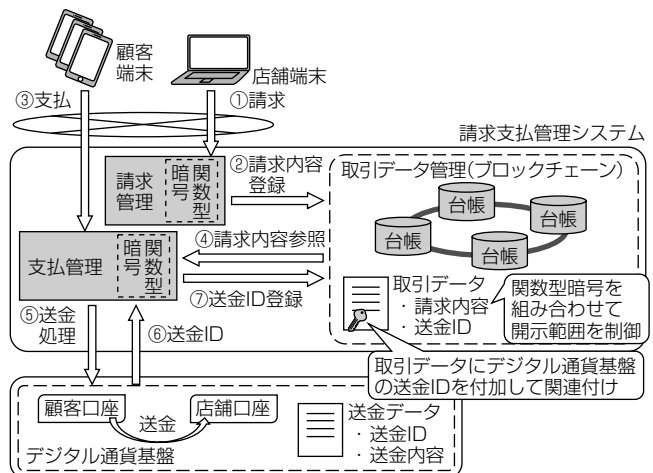 顧客
端末
店舗端末
③支払
①請求
請求支払管理システム
請求
管理
関数型
暗号
②請求内容
登録
取引データ管理(ブロックチェーン)
台帳
台帳
台帳
台帳
支払管理
関数型
暗号
④請求内容参照
⑦送金ID登録
取引データ
・請求内容
・送金ID
関数型暗号を
組み合わせて
開示範囲を制御
⑤送金
処理
⑥送金ID
取引データにデジタル通貨基盤
の送金IDを付加して関連付け
顧客口座
送金
店舗口座
送金データ
・送金ID
・送金内容
デジタル通貨基盤